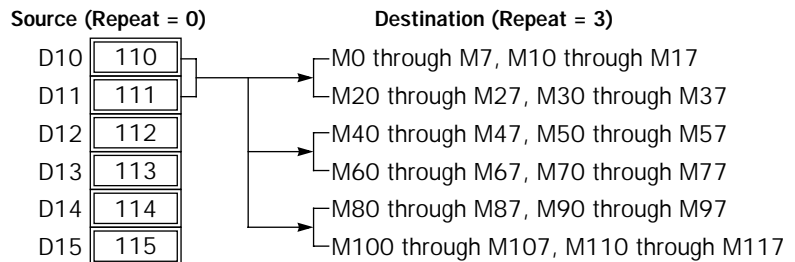 Source (Repeat = 0) Destination (Repeat = 3)
D10 110 M0 through M7, M10 through M17
D11 111 M20 through M27, M30 through M37
D12 112 M40 through M47, M50 through M57
D13 113 M60 through M67, M70 through M77
D14 114 M80 through M87, M90 through M97
D15 115 M100 through M107, M110 through M117